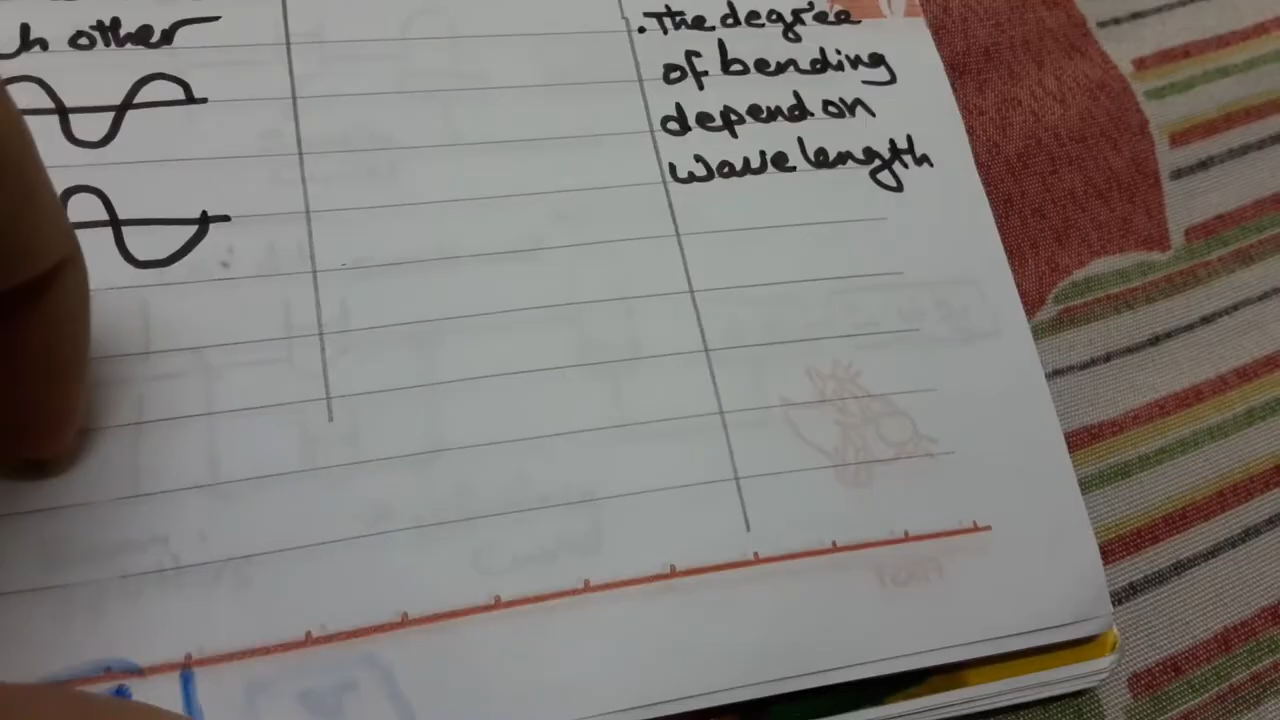 h other
.The degree
of bending
depend on
wave length